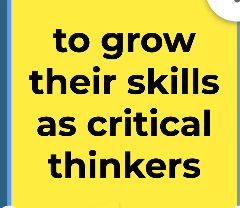 to grow
their skills
as critical
thinkers